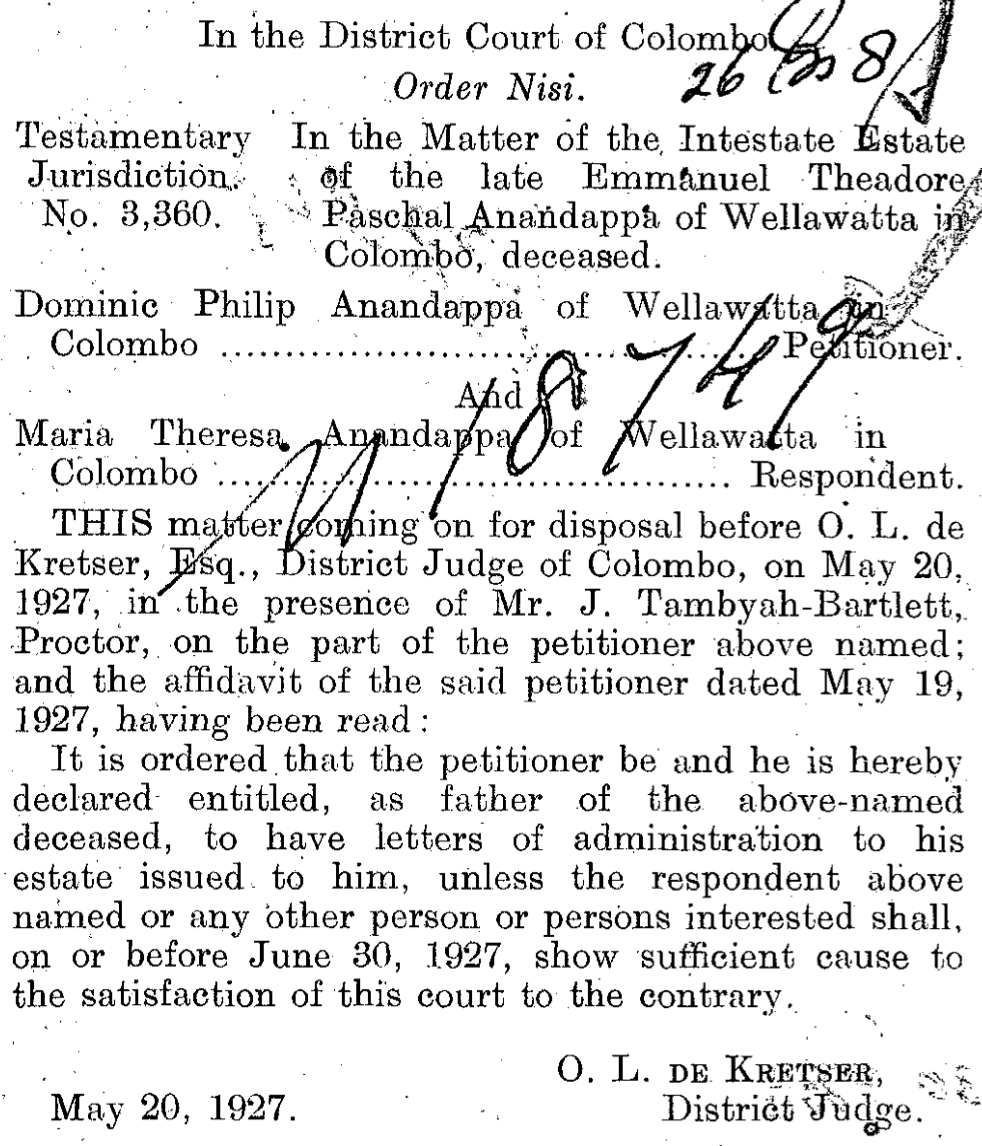 In the District Court of Colombo
Order Nisi.
Testamentary In the Matter of the Intestate Estate
Jurisdiction. of the late Emmanuel Theadore
No. 3,360. Paschal Anandappa of Wellawatta in
Colombo, deceased.
Dominic Philip Anandappa of Wellawatta in
Colombo ........................................ Petitioner.
And
Maria Theresa Anandappa of Wellawatta in
Colombo ........................................ Respondent.
THIS matter coming on for disposal before O. L. de
Kretser, Esq., District Judge of Colombo, on May 20,
1927, in the presence of Mr. J. Tambyah-Bartlett,
Proctor, on the part of the petitioner above named;
and the affidavit of the said petitioner dated May 19,
1927, having been read:
It is ordered that the petitioner be and he is hereby
declared entitled, as father of the above-named
deceased, to have letters of administration to his
estate issued to him, unless the respondent above
named or any other person or persons interested shall,
on or before June 30, 1927, show sufficient cause to
the satisfaction of this court to the contrary.
O. L. DE KRETSER,
May 20, 1927. District Judge.